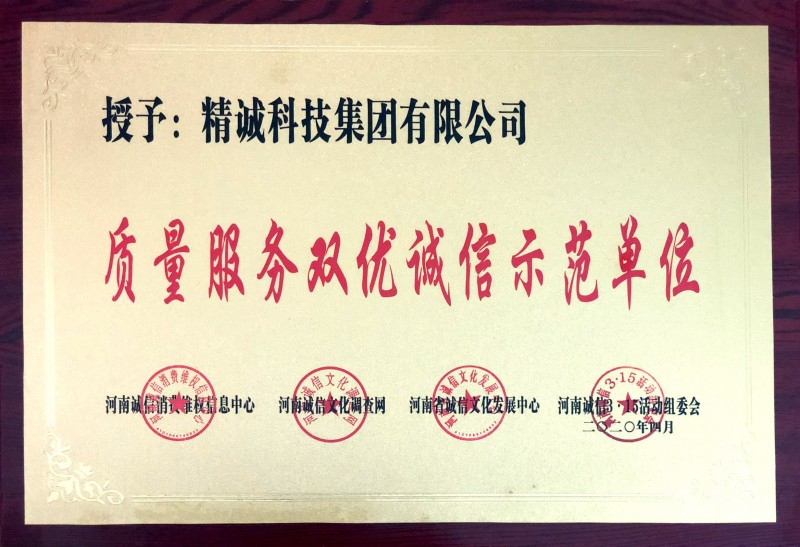 授予：精诚科技集团有限公司
质量服务双优诚信示范单位
河南诚信消费维权信息中心 河南诚信文化调查网 河南省诚信文化发展中心 河南诚信3·15活动组委会
二〇二〇年四月